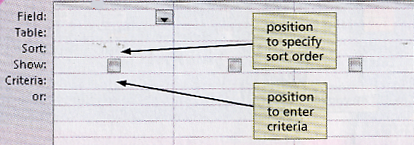 Field:
Table:
Sort:
Show:
Criteria:
or:
position
to specify
sort order
position
to enter
criteria